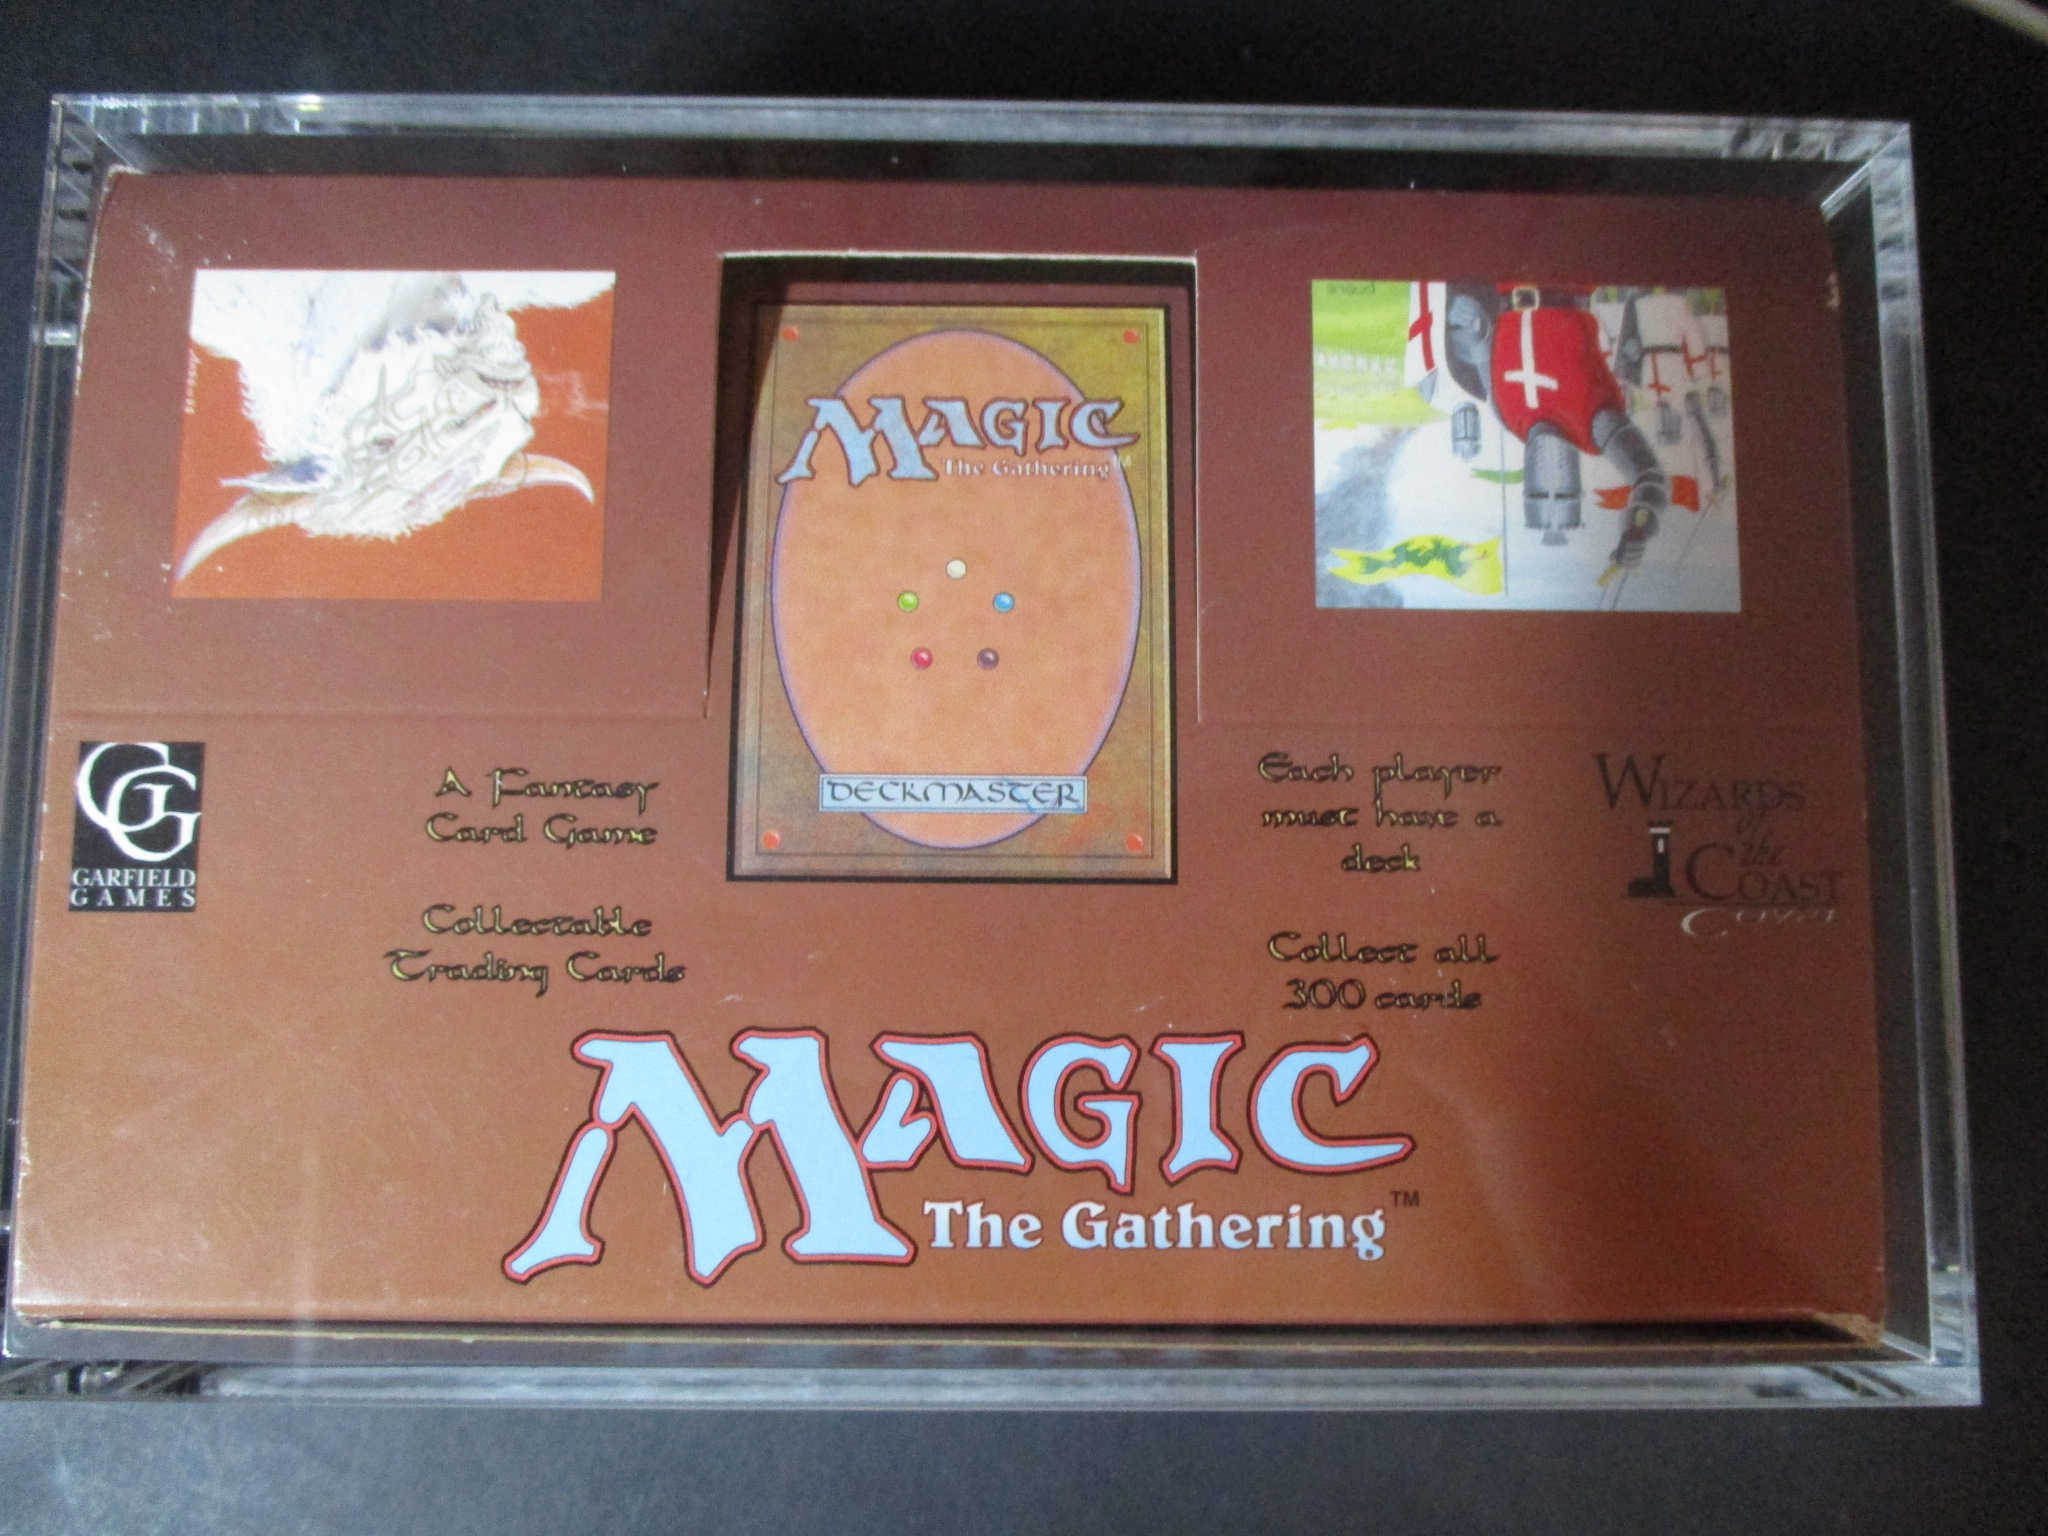 MAGIC
The Gathering™
DECKMASTER
GG
GARFIELD
GAMES
A Fantasy
Card Game
Collectable
Trading Cards
Each player
must have a
deck
Collect all
300 cards
WIZARDS
of
the
COAST
MAGIC
The Gathering™